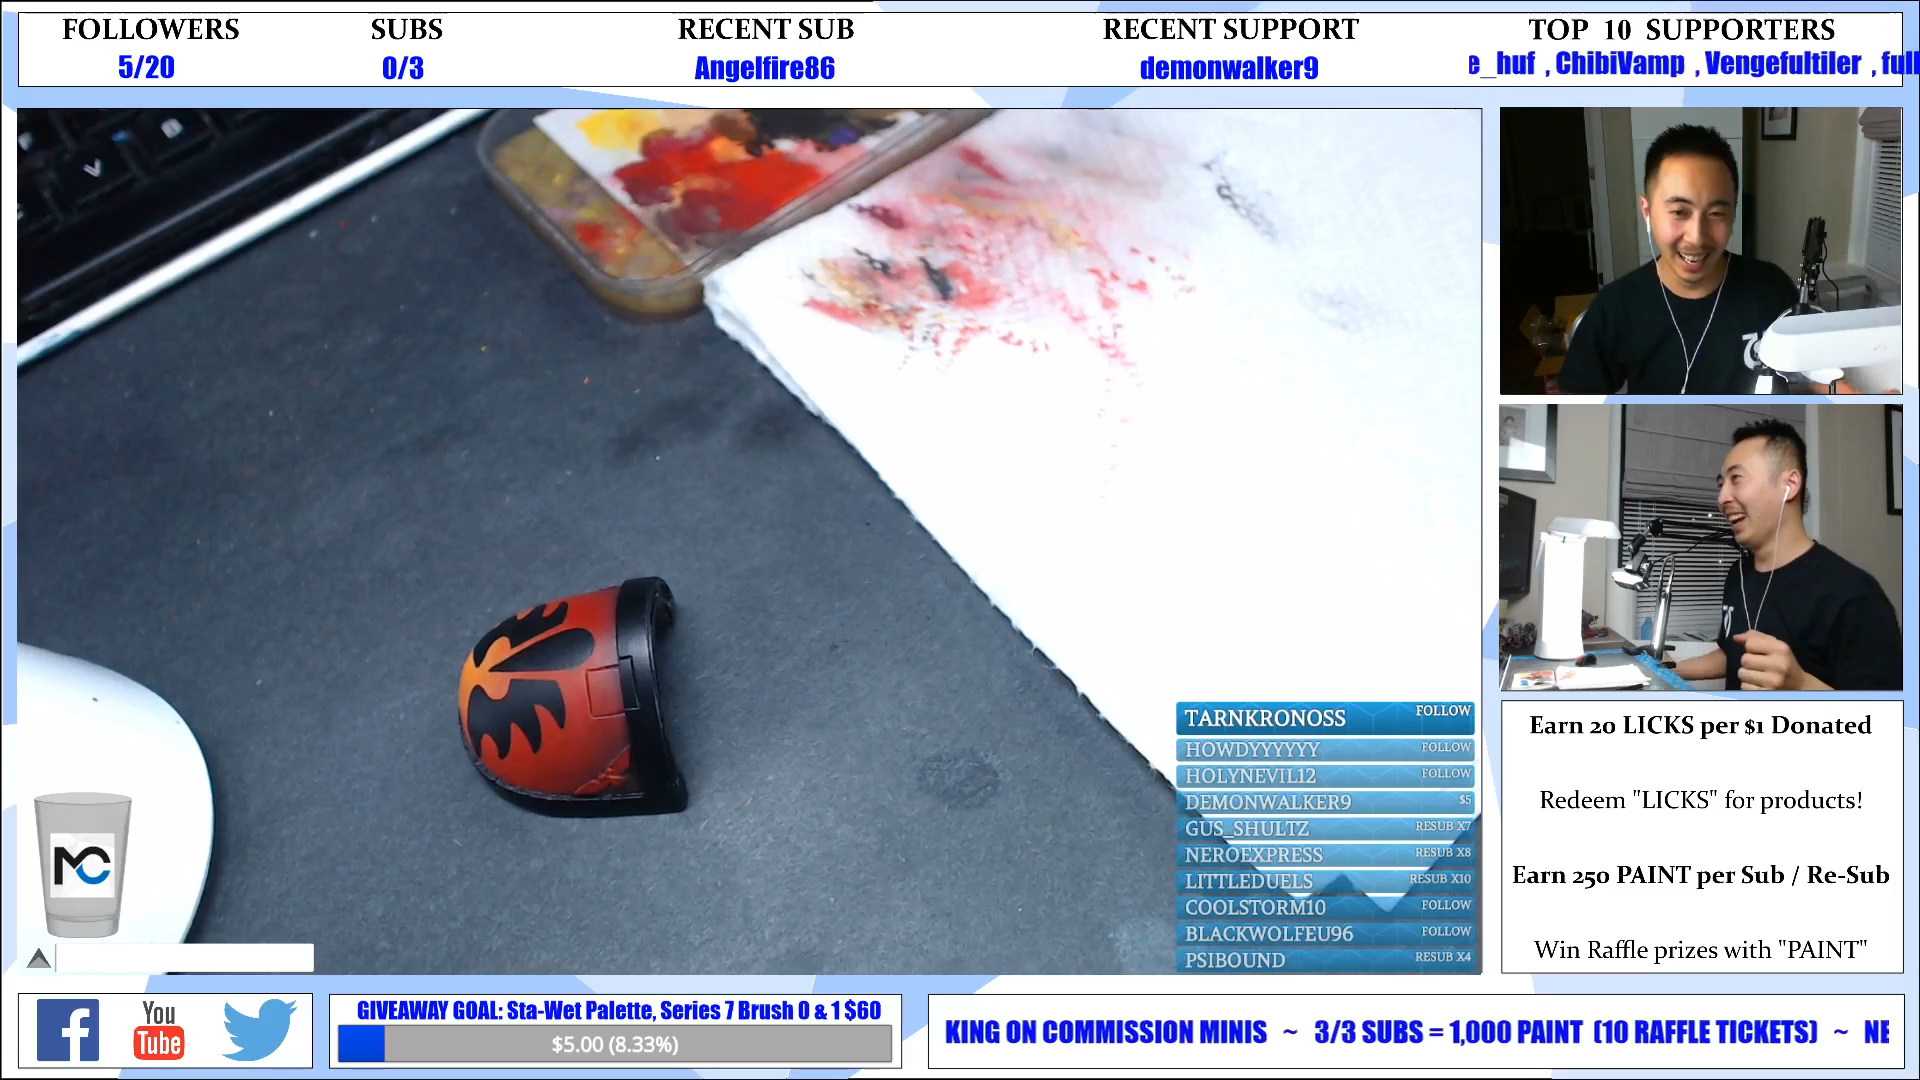 FOLLOWERS
5/20
SUBS
0/3
RECENT SUB
Angelfire86
RECENT SUPPORT
demonwalker9
TOP 10 SUPPORTERS
e_huf , ChibiVamp , Vengefultiler , full
V
TARNKRONOSS FOLLOW
HOWDYYYYYY FOLLOW
HOLYNEVIL12 FOLLOW
DEMONWALKER9 $5
GUS_SHULTZ RESUB X7
NEROEXPRESS RESUB X8
LITTLEDUELS RESUB X10
COOLSTORM10 FOLLOW
BLACKWOLFEU96 FOLLOW
PSIBOUND RESUB X4
Earn 20 LICKS per $1 Donated
Redeem "LICKS" for products!
Earn 250 PAINT per Sub / Re-Sub
Win Raffle prizes with "PAINT"
MC
f
You
Tube
GIVEAWAY GOAL: Sta-Wet Palette, Series 7 Brush 0 & 1 $60
$5.00 (8.33%)
KING ON COMMISSION MINIS ~ 3/3 SUBS = 1,000 PAINT (10 RAFFLE TICKETS) ~ NE